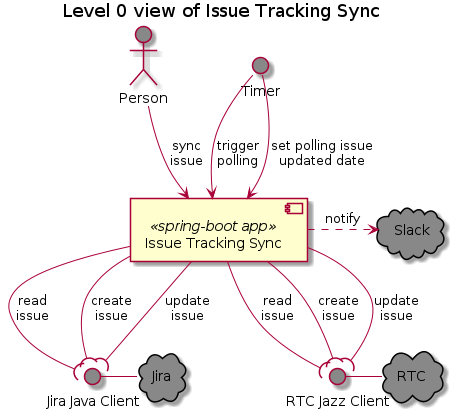 Level 0 view of Issue Tracking Sync
Person
Timer
sync
issue
trigger
polling
set polling issue
updated date
«spring-boot app»
Issue Tracking Sync
notify
Slack
read
issue
create
issue
update
issue
read
issue
create
issue
update
issue
Jira Java Client
Jira
RTC Jazz Client
RTC